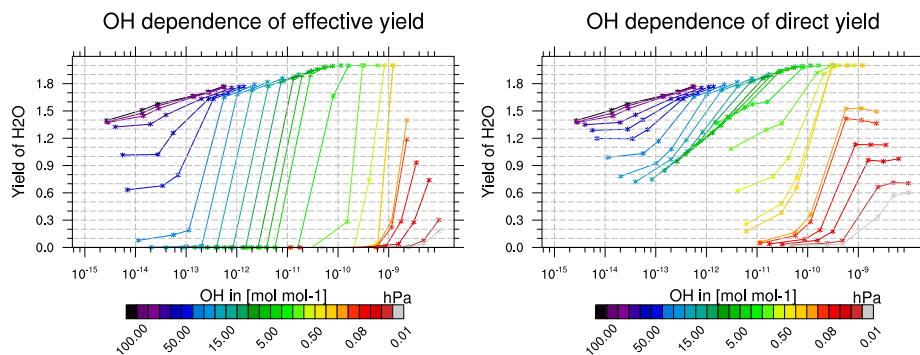 OH dependence of effective yield
Yield of H2O
1.8
1.5
1.2
0.9
0.6
0.3
0.0
10-15 10-14 10-13 10-12 10-11 10-10 10-9
OH in [mol mol-1]
hPa
100.00 50.00 15.00 5.00 0.50 0.08 0.01
OH dependence of direct yield
Yield of H2O
1.8
1.5
1.2
0.9
0.6
0.3
0.0
10-15 10-14 10-13 10-12 10-11 10-10 10-9
OH in [mol mol-1]
hPa
100.00 50.00 15.00 5.00 0.50 0.08 0.01